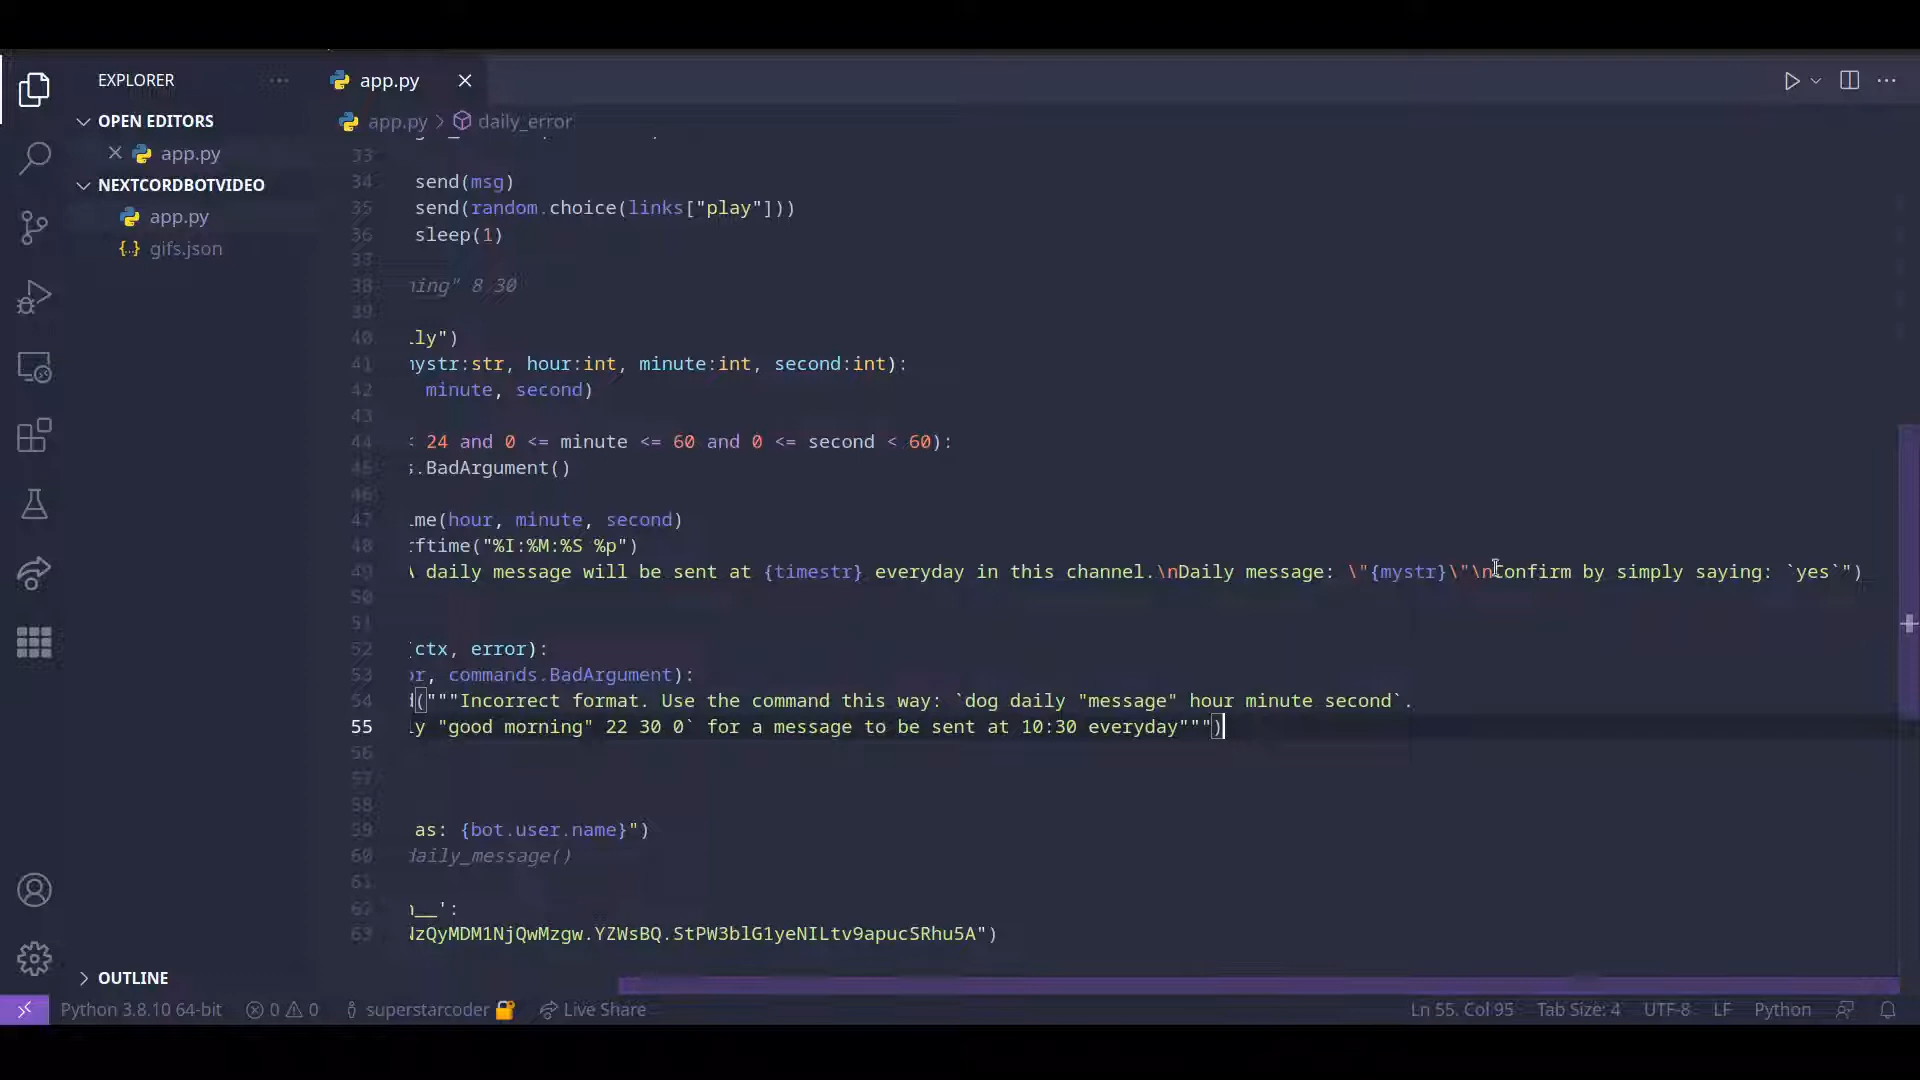 EXPLORER
app.py
OPEN EDITORS
app.py > daily_error
app.py
NEXTCORDBOTVIDEO
app.py
gifs.json
33
34 send(msg)
35 send(random.choice(links["play"]))
36 sleep(1)
38 ning" 8 30
39
40 ly")
41 mystr:str, hour:int, minute:int, second:int):
42 minute, second)
43
44 < 24 and 0 <= minute <= 60 and 0 <= second < 60):
45 s.BadArgument()
46
47 me(hour, minute, second)
48 rftime("%I:%M:%S %p")
49 A daily message will be sent at {timestr} everyday in this channel.\nDaily message: \"{mystr}\"\nConfirm by simply saying: `yes`")
50
51
52 (ctx, error):
53 or, commands.BadArgument):
54 d("""Incorrect format. Use the command this way: `dog daily "message" hour minute second`.
55 ly "good morning" 22 30 0` for a message to be sent at 10:30 everyday""")
56
57
58
59 as: {bot.user.name}")
60 daily_message()
61
62 n__':
63 NzQyMDM1NjQwMzgw.YZWsBQ.StPW3blG1yeNILtv9apucSRhu5A")
OUTLINE
Python 3.8.10 64-bit 0 0 superstarcoder Live Share Ln 55, Col 95 Tab Size: 4 UTF-8 LF Python